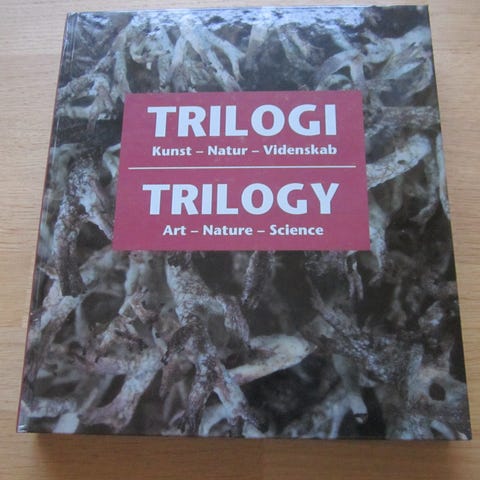 TRILOGI
Kunst – Natur – Videnskab
TRILOGY
Art – Nature – Science